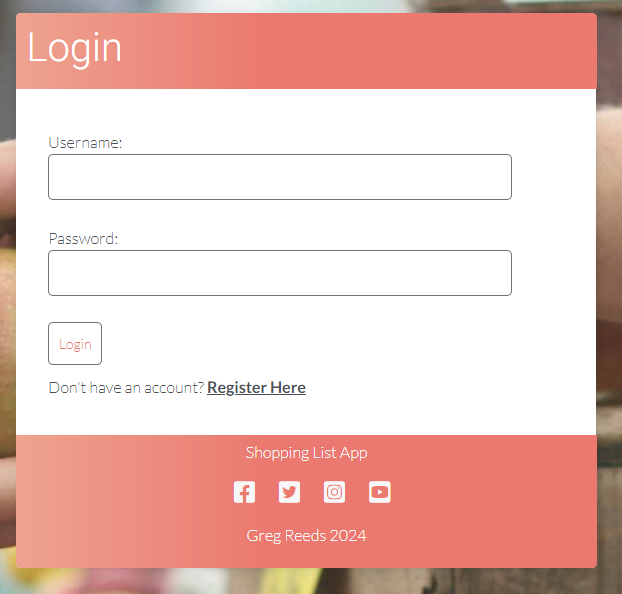 Login
Username:
Password:
Login
Don't have an account? Register Here
Shopping List App
Greg Reeds 2024